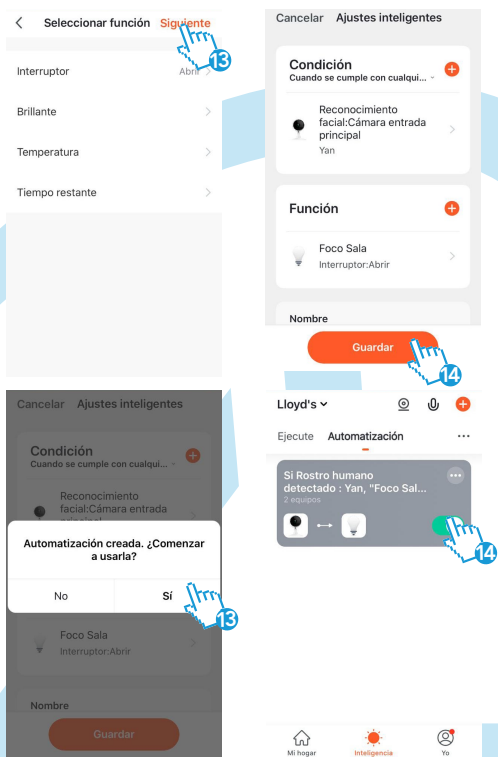 Seleccionar función Siguiente
13
Interruptor Abrir
Brillante
Temperatura
Tiempo restante
Cancelar Ajustes inteligentes
Condición
Cuando se cumple con cualqui...
Reconocimiento
facial:Cámara entrada
principal
Yan
Función
Foco Sala
Interruptor:Abrir
Nombre
Guardar
14
Cancelar Ajustes inteligentes
Condición
Cuando se cumple con cualqui...
Reconocimiento
facial:Cámara entrada
principal
Automatización creada. ¿Comenzar
a usarla?
No Sí
13
Foco Sala
Interruptor:Abrir
Nombre
Guardar
Lloyd's
Ejecute Automatización
Si Rostro humano
detectado : Yan, "Foco Sal...
2 equipos
14
Mi hogar Inteligencia Yo